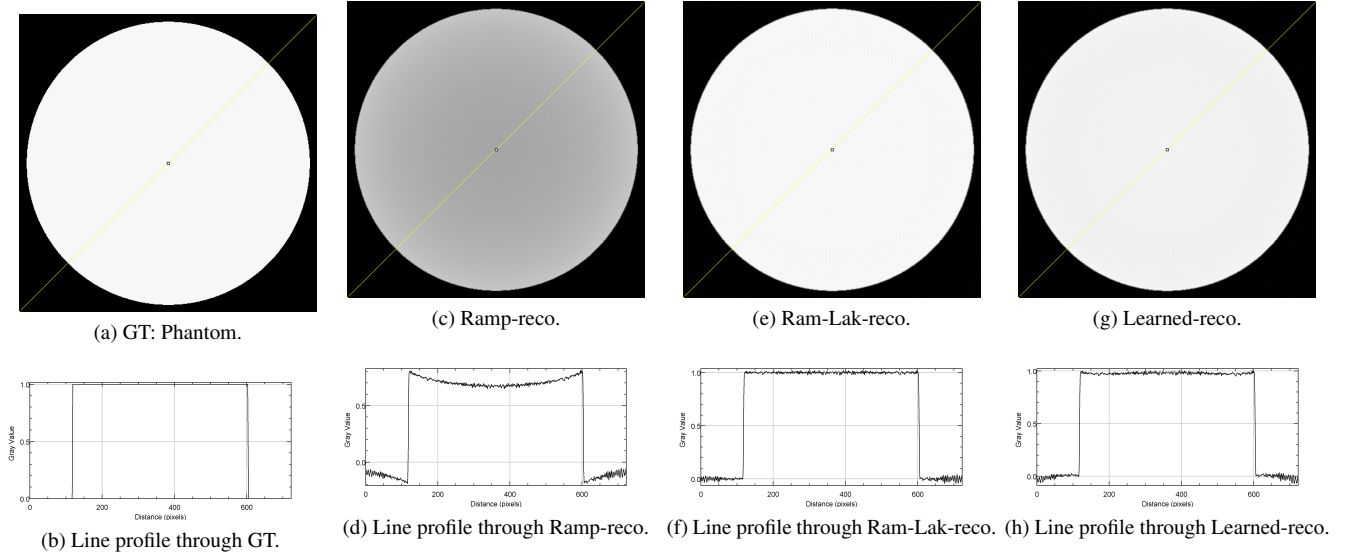 (a) GT: Phantom.
(c) Ramp-reco.
(e) Ram-Lak-reco.
(g) Learned-reco.
1.0
0.5
0.0
0
200
400
600
Gray Value
Distance (pixels)
(b) Line profile through GT.
0.5
0.0
0
200
400
600
Gray Value
Distance (pixels)
(d) Line profile through Ramp-reco.
1.0
0.5
0.0
0
200
400
600
Gray Value
Distance (pixels)
(f) Line profile through Ram-Lak-reco.
1.0
0.5
0.0
0
200
400
600
Gray Value
Distance (pixels)
(h) Line profile through Learned-reco.